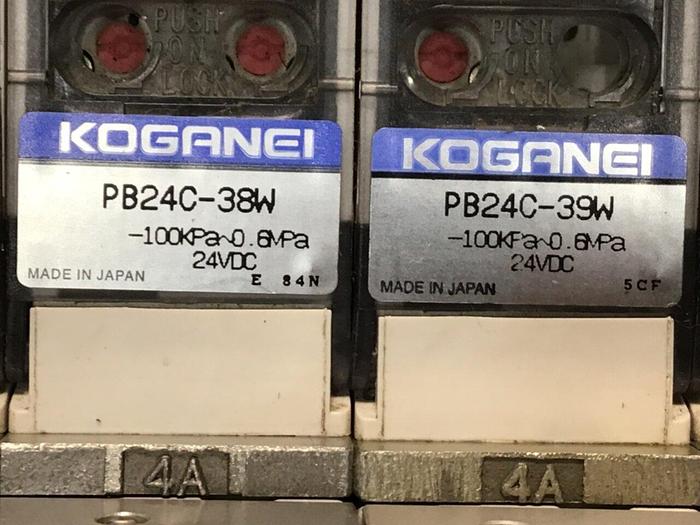 PUSH
ON
LOCK
KOGANEI
PB24C-38W
-100KPa~0.6MPa
24VDC
MADE IN JAPAN E 84N
4A
PUSH
ON
LOCK
KOGANEI
PB24C-39W
-100KPa~0.6MPa
24VDC
MADE IN JAPAN 5CF
4A